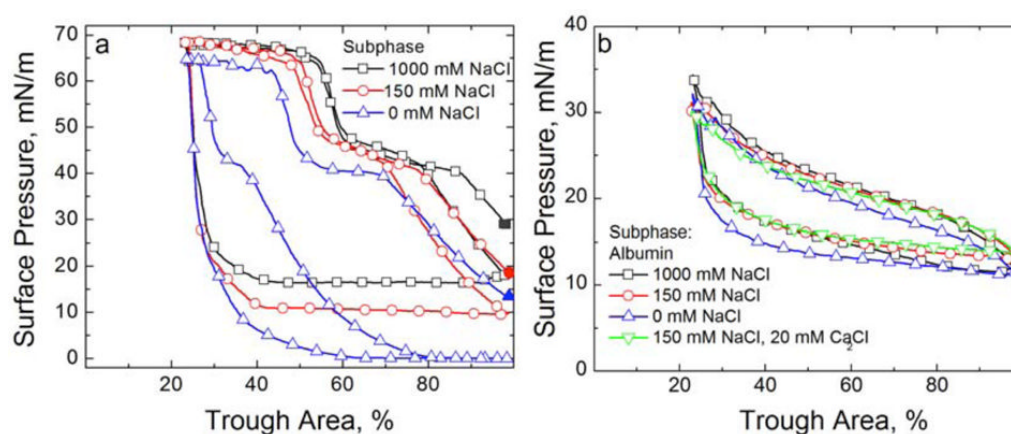 a
Subphase
1000 mM NaCl
150 mM NaCl
0 mM NaCl
Surface Pressure, mN/m
70
60
50
40
30
20
10
0
20 40 60 80
Trough Area, %
b
Subphase:
Albumin
1000 mM NaCl
150 mM NaCl
0 mM NaCl
150 mM NaCl, 20 mM Ca2Cl
Surface Pressure, mN/m
40
30
20
10
0
20 40 60 80
Trough Area, %